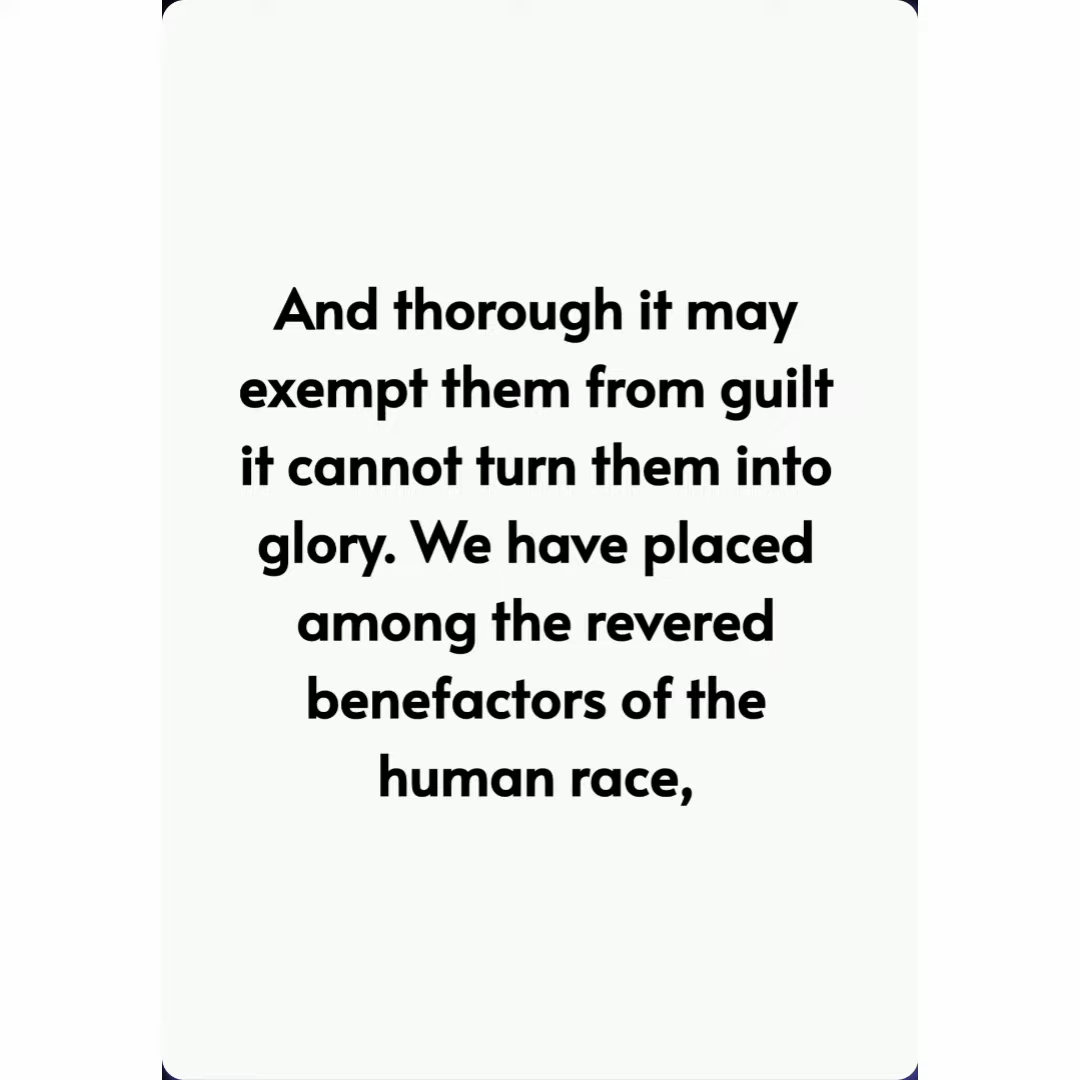 And thorough it may
exempt them from guilt
it cannot turn them into
glory. We have placed
among the revered
benefactors of the
human race,